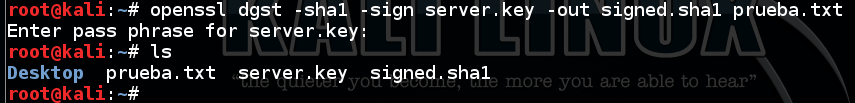 root@kali:~# openssl dgst -sha1 -sign server.key -out signed.sha1 prueba.txt
Enter pass phrase for server.key:
root@kali:~# ls
Desktop  prueba.txt  server.key  signed.sha1
root@kali:~#
KALI LINUX
"the quieter you become, the more you are able to hear"